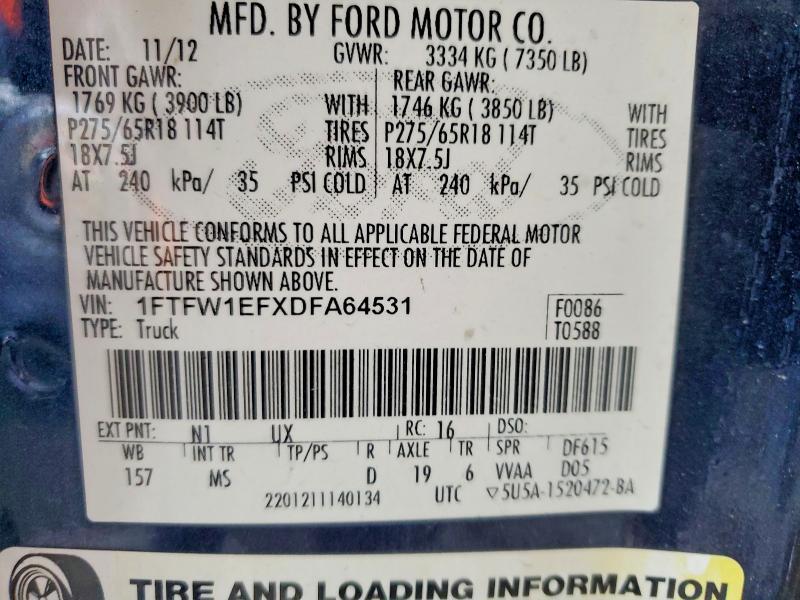 MFD. BY FORD MOTOR CO.
DATE: 11/12 GVWR: 3334 KG ( 7350 LB)
FRONT GAWR: REAR GAWR:
1769 KG ( 3900 LB) WITH 1746 KG ( 3850 LB) WITH
P275/65R18 114T TIRES P275/65R18 114T TIRES
18X7.5J RIMS 18X7.5J RIMS
AT 240 kPa/ 35 PSI COLD AT 240 kPa/ 35 PSI COLD
THIS VEHICLE CONFORMS TO ALL APPLICABLE FEDERAL MOTOR
VEHICLE SAFETY STANDARDS IN EFFECT ON THE DATE OF
MANUFACTURE SHOWN ABOVE.
VIN: 1FTFW1EFXDFA64531 F0086
TYPE: Truck T0588
EXT PNT: N1 UX RC: 16 DSO:
WB INT TR TP/PS R AXLE TR SPR DF615
157 MS D 19 6 VVAA D05
2201211140134 UTC ▽5U5A-1520472-BA
TIRE AND LOADING INFORMATION